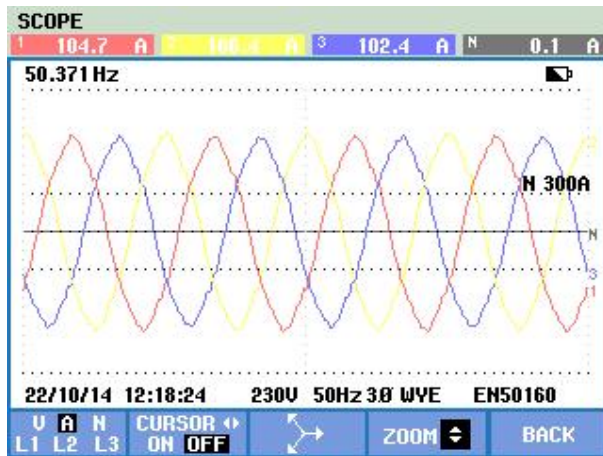 SCOPE
1 104.7 A 2 A 3 102.4 A N 0.1 A
50.371 Hz
N 300A
N
3
1
22/10/14 12:18:24 230V 50Hz 3Ø WYE EN50160
V A N CURSOR ZOOM BACK
L1 L2 L3 ON OFF